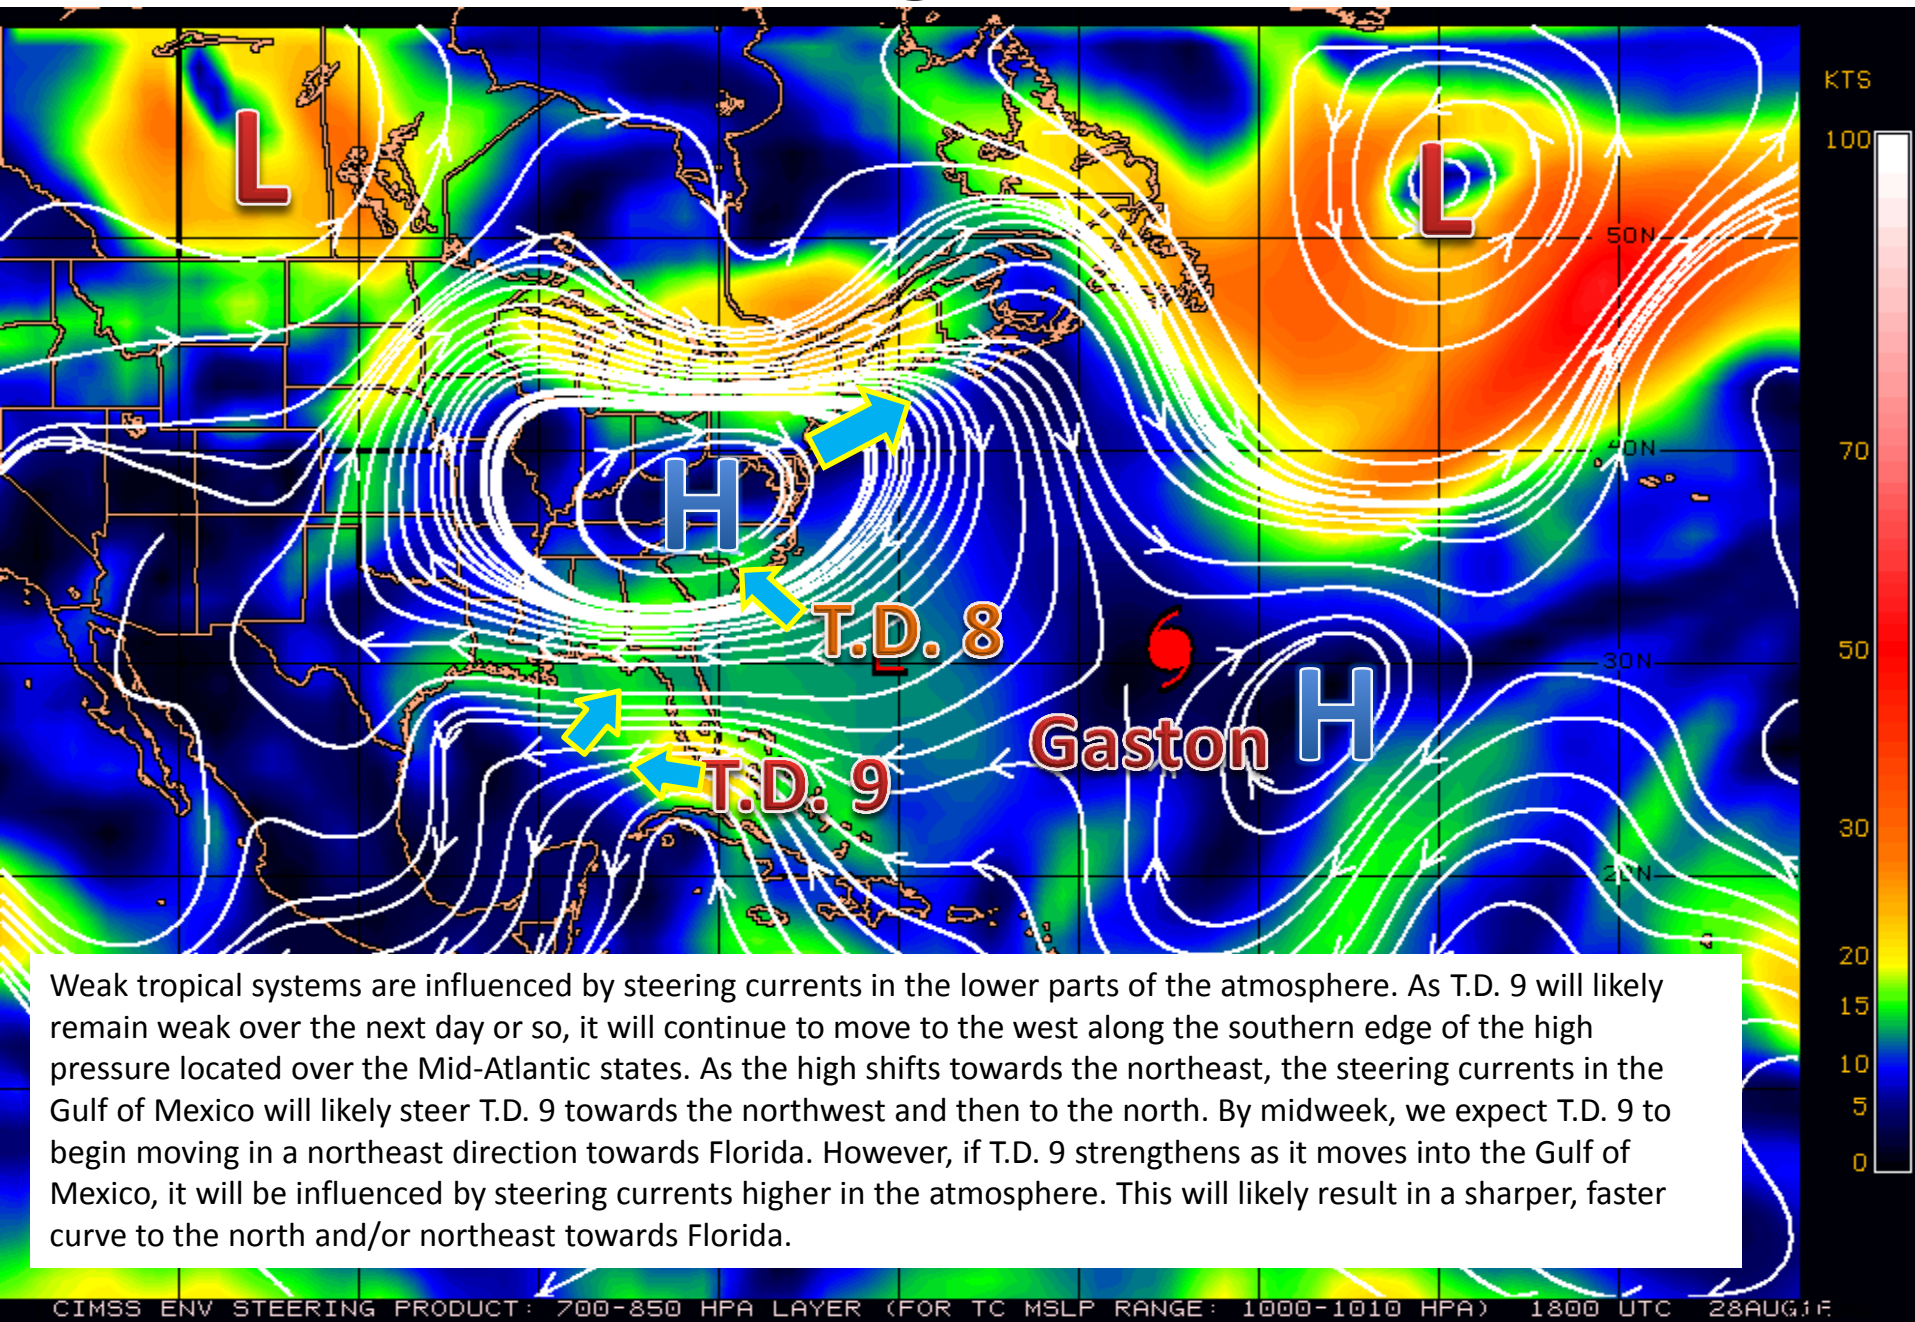 KTS
100
L
L
50N
H
40N
70
T.D. 8
L
30N
50
H
Gaston
T.D. 9
30
20N
20
15
10
5
0
Weak tropical systems are influenced by steering currents in the lower parts of the atmosphere. As T.D. 9 will likely
remain weak over the next day or so, it will continue to move to the west along the southern edge of the high
pressure located over the Mid-Atlantic states. As the high shifts towards the northeast, the steering currents in the
Gulf of Mexico will likely steer T.D. 9 towards the northwest and then to the north. By midweek, we expect T.D. 9 to
begin moving in a northeast direction towards Florida. However, if T.D. 9 strengthens as it moves into the Gulf of
Mexico, it will be influenced by steering currents higher in the atmosphere. This will likely result in a sharper, faster
curve to the north and/or northeast towards Florida.
CIMSS ENV STEERING PRODUCT: 700-850 HPA LAYER (FOR TC MSLP RANGE: 1000-1010 HPA) 1800 UTC